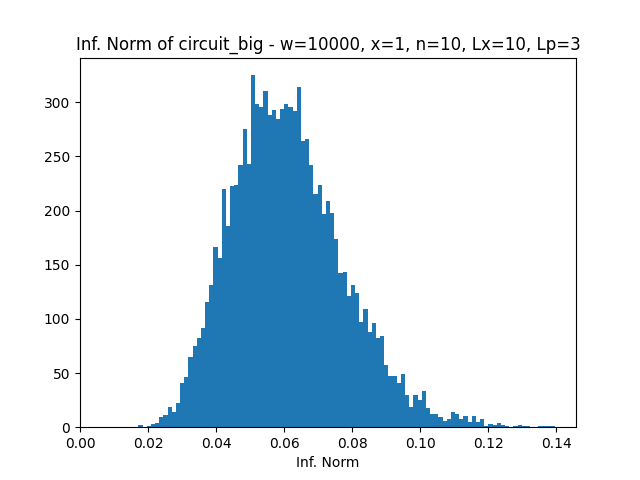 Inf. Norm of circuit_big - w=10000, x=1, n=10, Lx=10, Lp=3
300
250
200
150
100
50
0
0.00 0.02 0.04 0.06 0.08 0.10 0.12 0.14
Inf. Norm